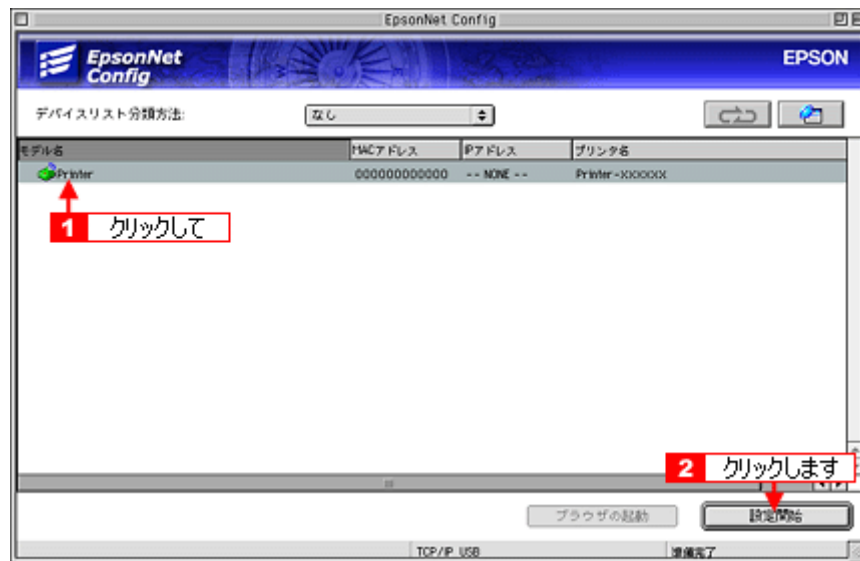 EpsonNet Config
EpsonNet
Config
EPSON
デバイスリスト分類方法:
なし
モデル名
MACアドレス
IPアドレス
プリンタ名
Printer
000000000000
-- NONE --
Printer-XXXXXX
1 クリックして
2 クリックします
ブラウザの起動
設定開始
TCP/IP USB
準備完了